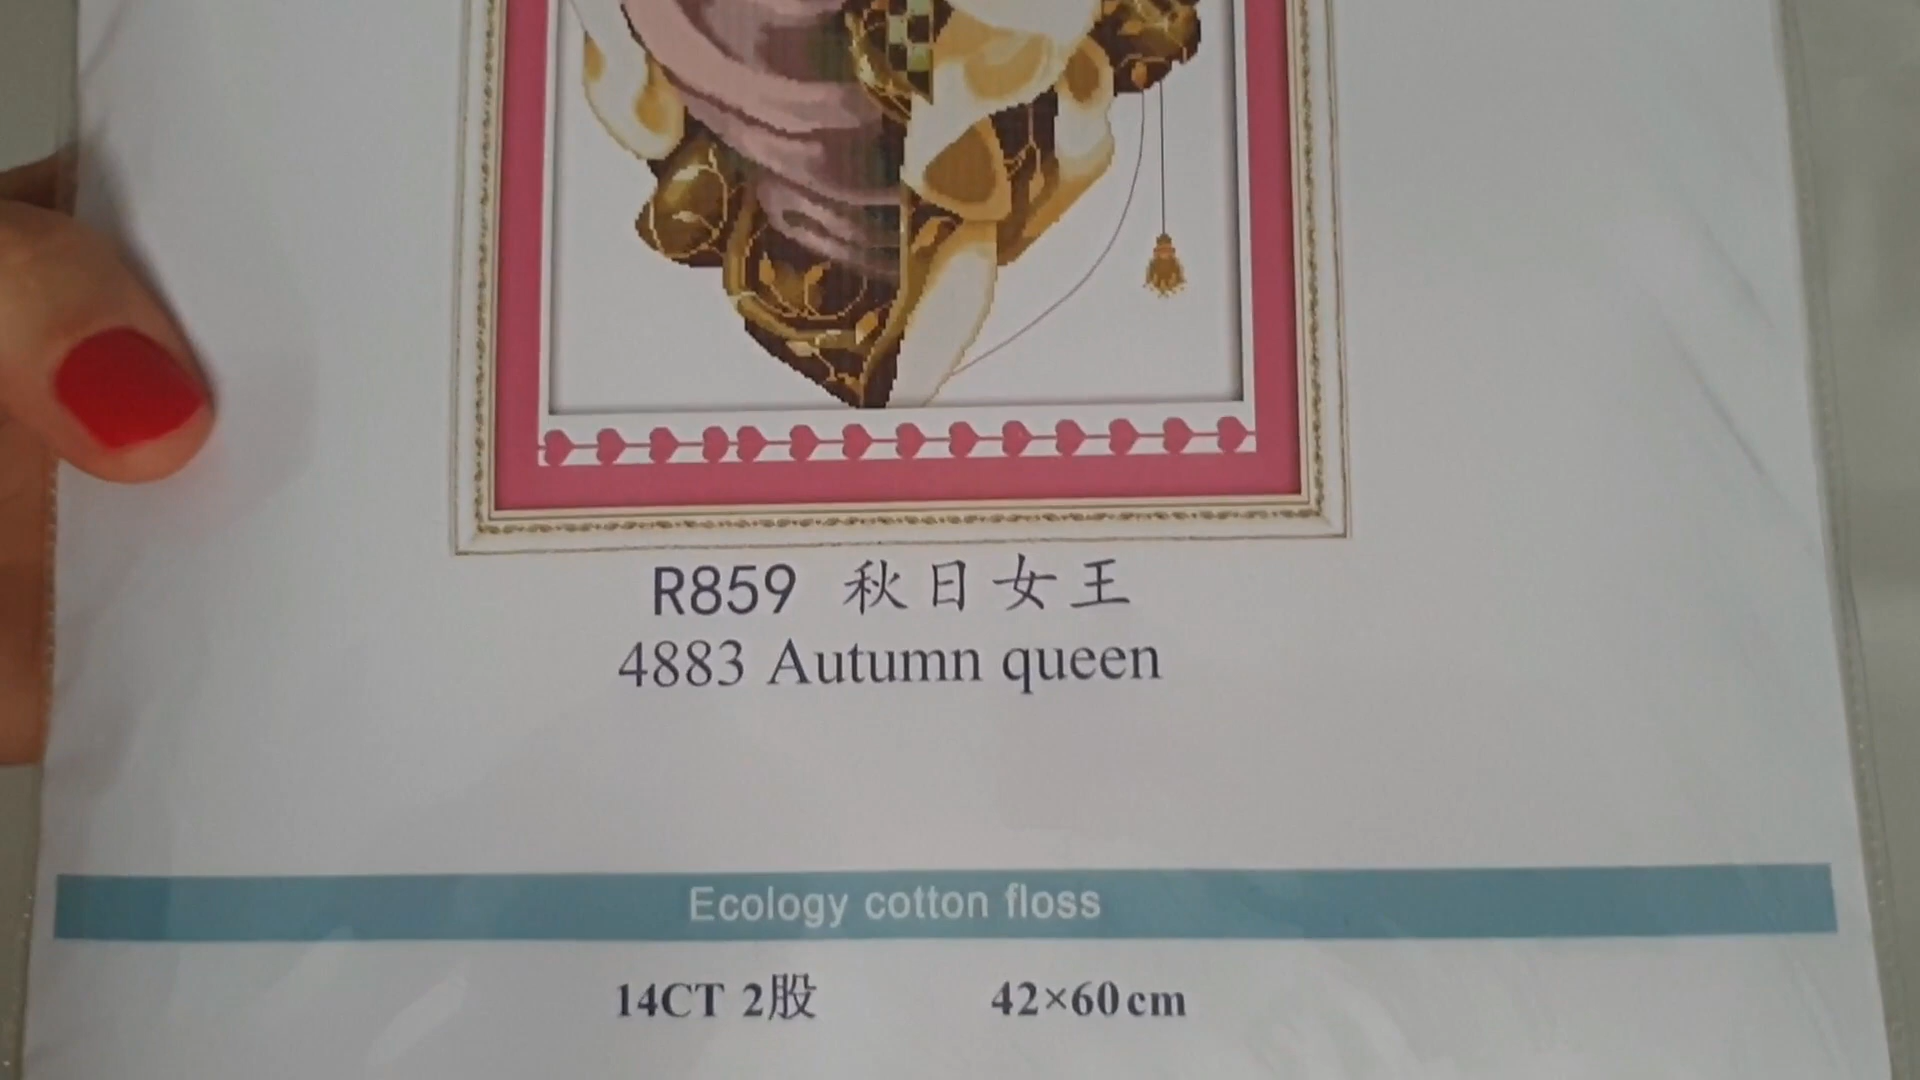 R859 秋日女王
4883 Autumn queen
Ecology cotton floss
14CT 2股 42×60cm